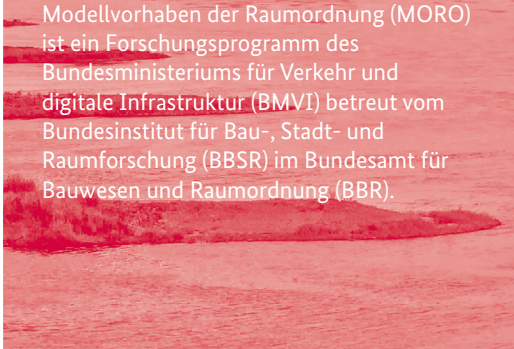 Modellvorhaben der Raumordnung (MORO)
ist ein Forschungsprogramm des
Bundesministeriums für Verkehr und
digitale Infrastruktur (BMVI) betreut vom
Bundesinstitut für Bau-, Stadt- und
Raumforschung (BBSR) im Bundesamt für
Bauwesen und Raumordnung (BBR).